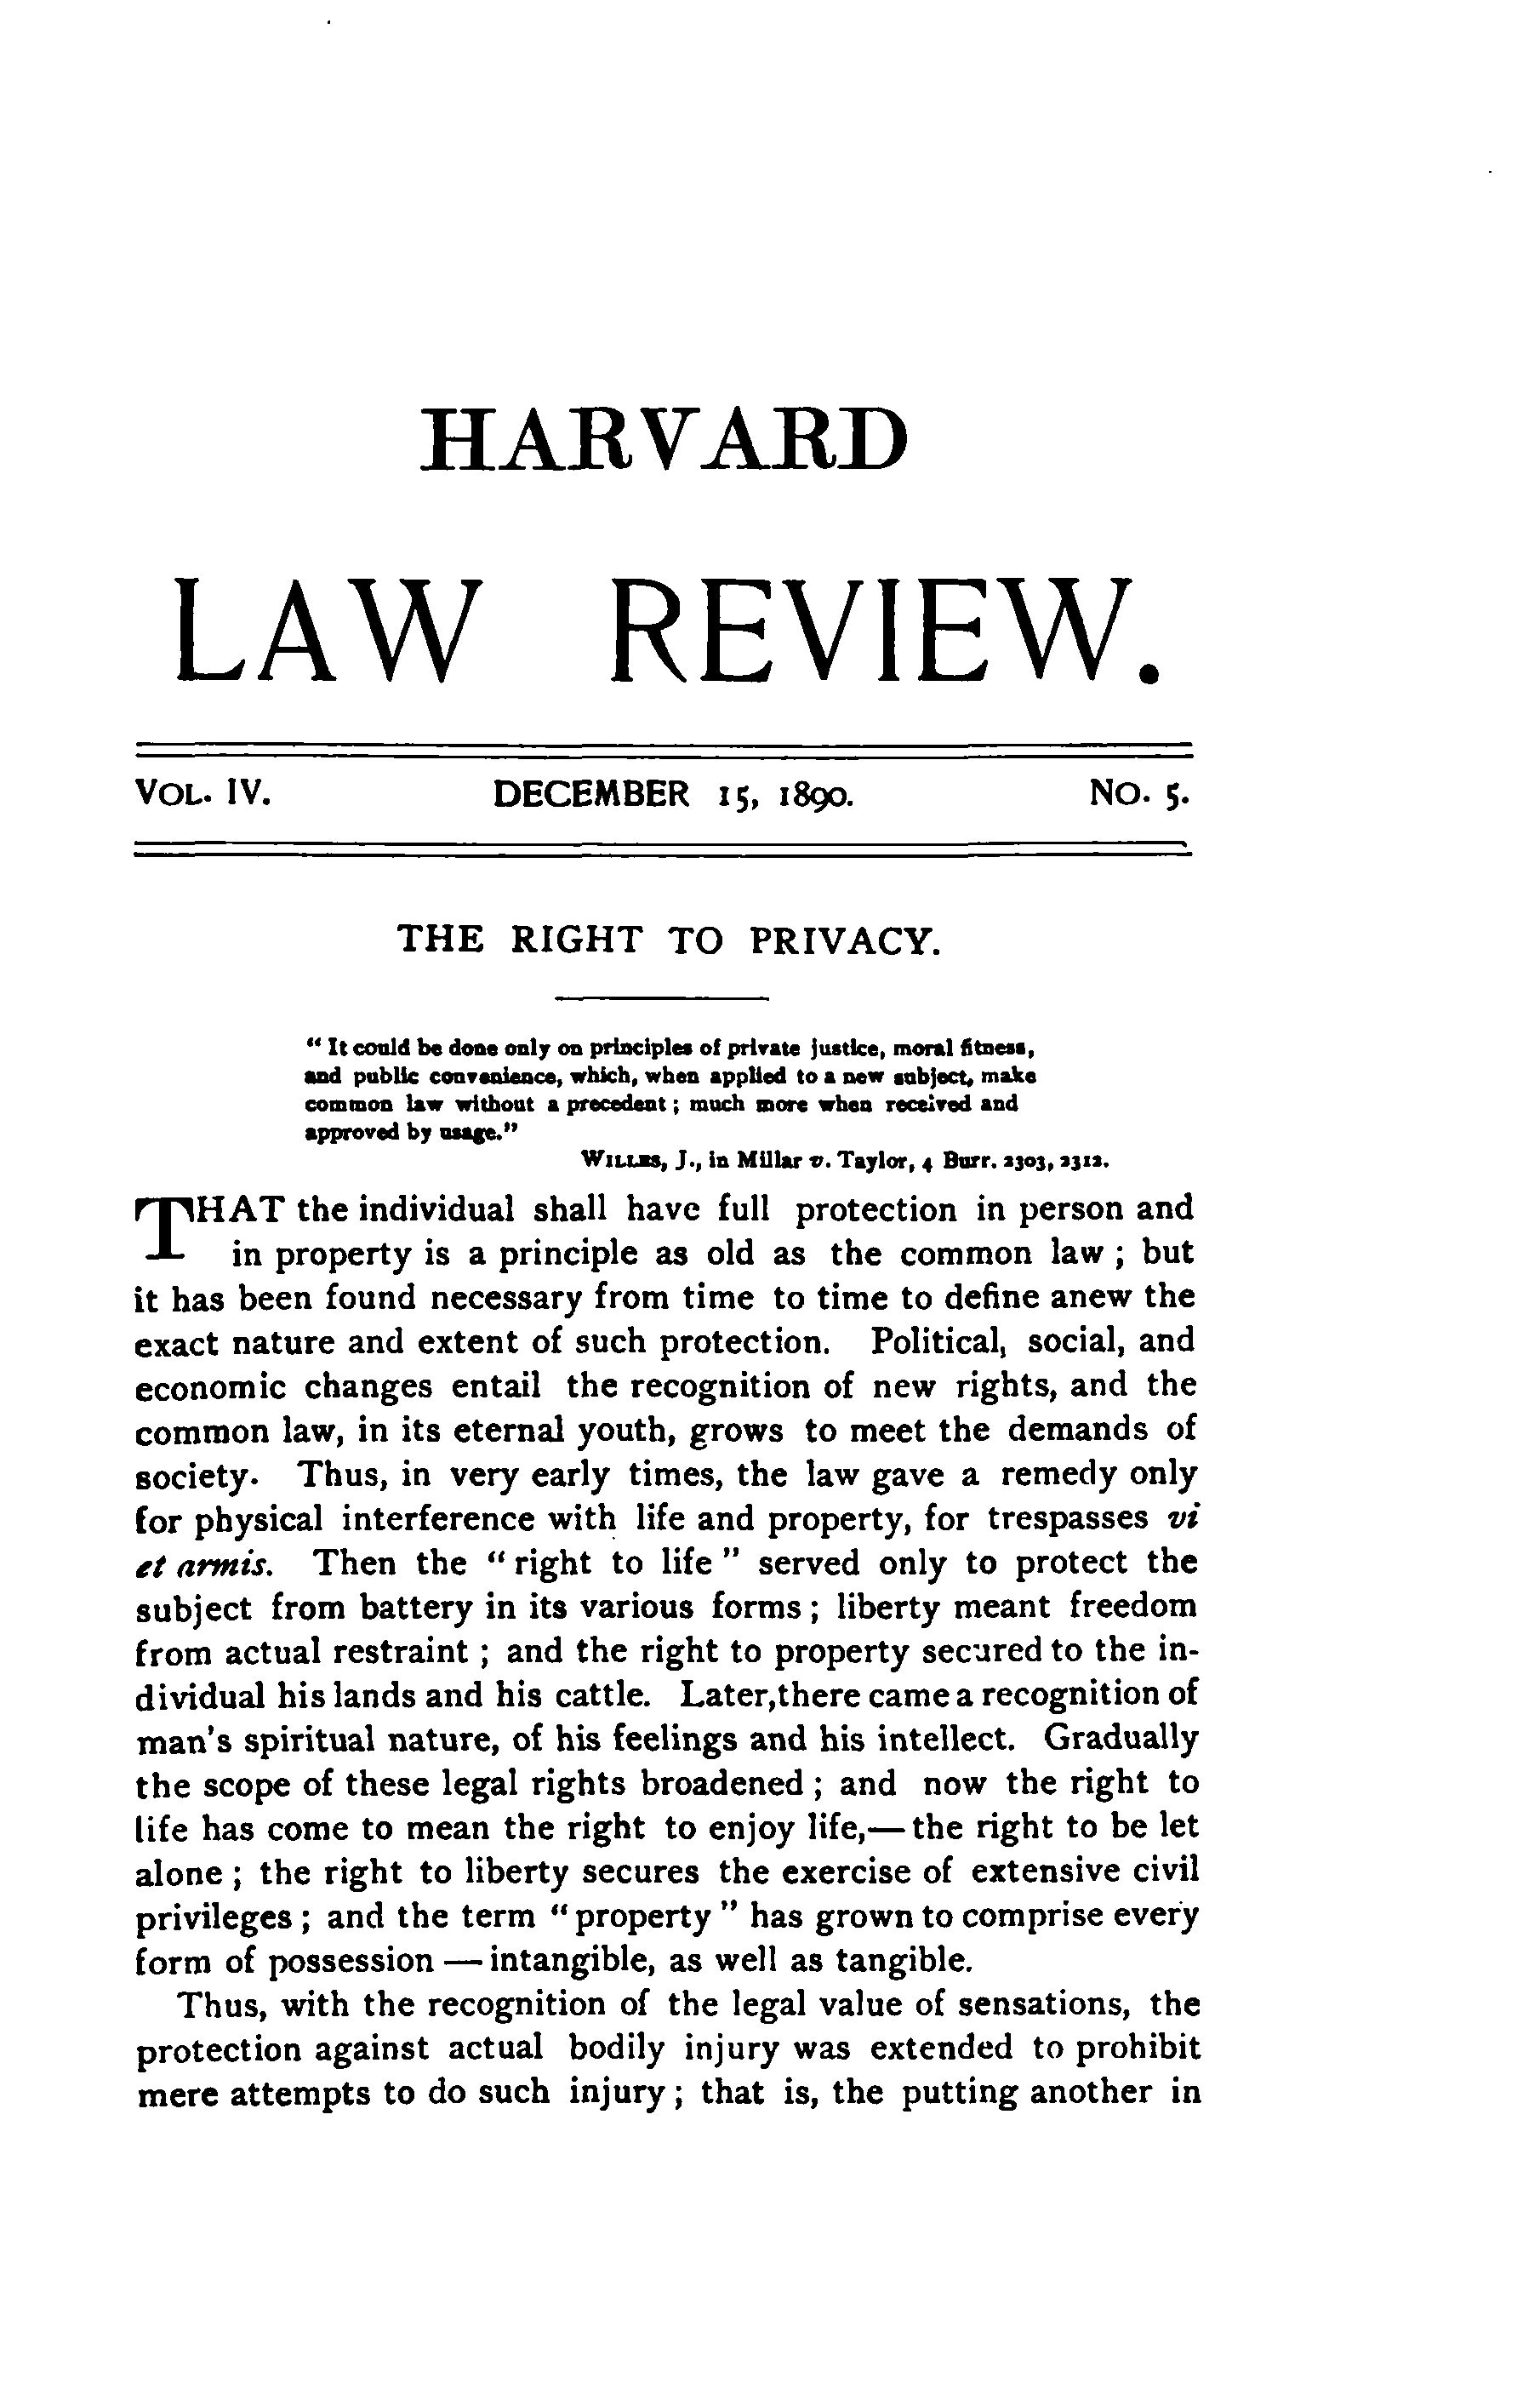 HARVARD
LAW REVIEW.
VOL. IV. DECEMBER 15, 1890. NO. 5.
THE RIGHT TO PRIVACY.
“It could be done only on principles of private justice, moral fitness,
and public convenience, which, when applied to a new subject, make
common law without a precedent; much more when received and
approved by usage.”
WILLES, J., in Millar v. Taylor, 4 Burr. 2303, 2312.
THAT the individual shall have full protection in person and
in property is a principle as old as the common law; but
it has been found necessary from time to time to define anew the
exact nature and extent of such protection. Political, social, and
economic changes entail the recognition of new rights, and the
common law, in its eternal youth, grows to meet the demands of
society. Thus, in very early times, the law gave a remedy only
for physical interference with life and property, for trespasses vi
et armis. Then the “right to life” served only to protect the
subject from battery in its various forms; liberty meant freedom
from actual restraint; and the right to property secured to the in-
dividual his lands and his cattle. Later, there came a recognition of
man's spiritual nature, of his feelings and his intellect. Gradually
the scope of these legal rights broadened; and now the right to
life has come to mean the right to enjoy life,—the right to be let
alone; the right to liberty secures the exercise of extensive civil
privileges; and the term “property” has grown to comprise every
form of possession — intangible, as well as tangible.
Thus, with the recognition of the legal value of sensations, the
protection against actual bodily injury was extended to prohibit
mere attempts to do such injury; that is, the putting another in